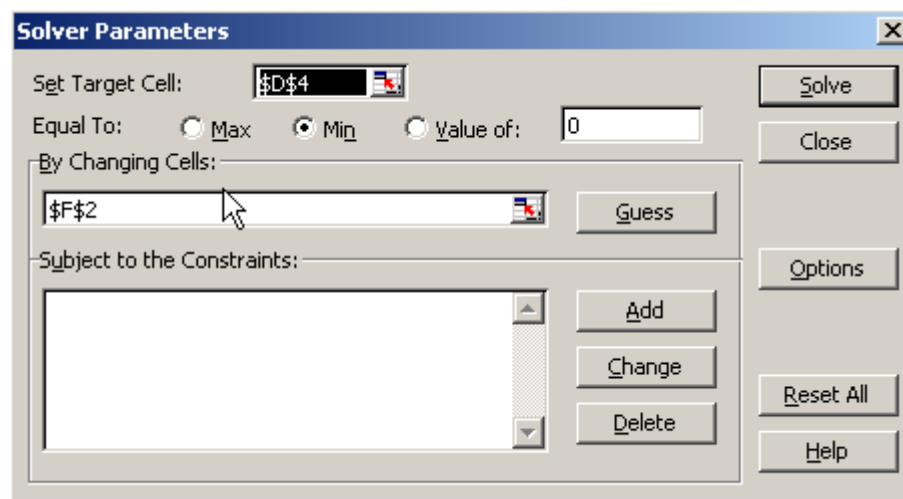 Solver Parameters
Set Target Cell: $D$4 Solve
Equal To: Max Min Value of: 0 Close
By Changing Cells:
$F$2 Guess
Subject to the Constraints: Options
Add
Change
Reset All
Delete
Help